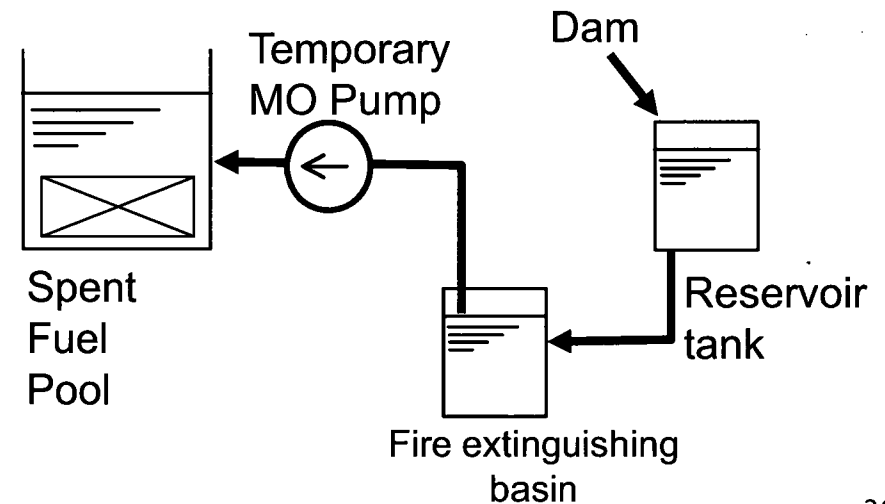 Temporary
MO Pump
Dam
Spent
Fuel
Pool
Reservoir
tank
Fire extinguishing
basin